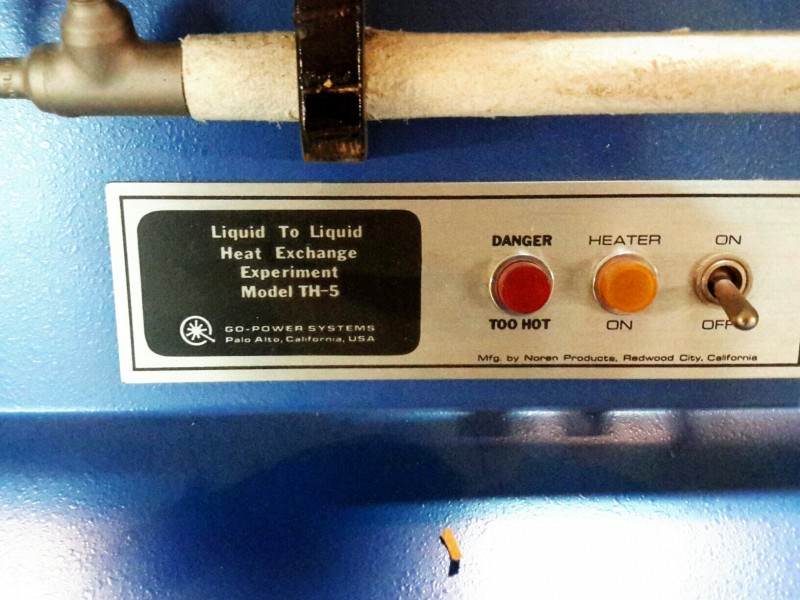 Liquid To Liquid
Heat Exchange
Experiment
Model TH-5
GO-POWER SYSTEMS
Palo Alto, California, USA
DANGER
TOO HOT
HEATER
ON
ON
OFF
Mfg. by Noren Products, Redwood City, California